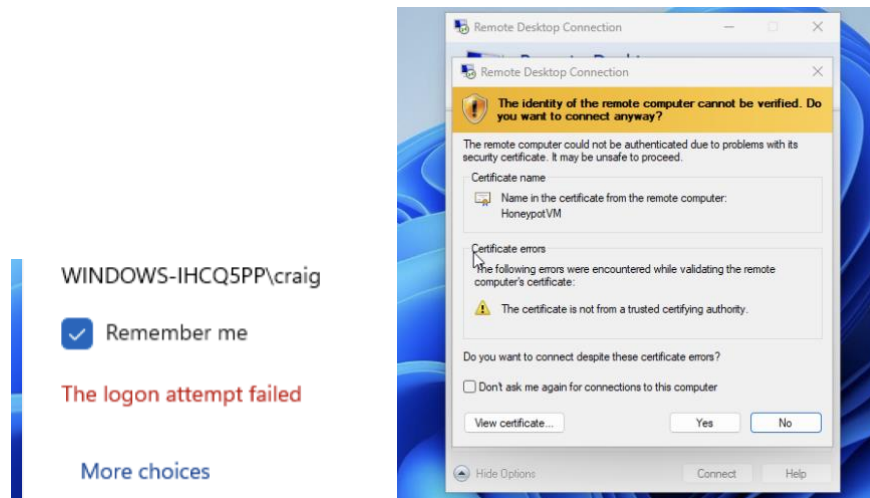 WINDOWS-IHCQ5PP\craig
Remember me
The logon attempt failed
More choices
Remote Desktop Connection
Remote Desktop Connection
The identity of the remote computer cannot be verified. Do
you want to connect anyway?
The remote computer could not be authenticated due to problems with its
security certificate. It may be unsafe to proceed.
Certificate name
Name in the certificate from the remote computer:
HoneypotVM
Certificate errors
The following errors were encountered while validating the remote
computer's certificate:
The certificate is not from a trusted certifying authority.
Do you want to connect despite these certificate errors?
Don't ask me again for connections to this computer
View certificate...
Yes
No
Hide Options
Connect
Help